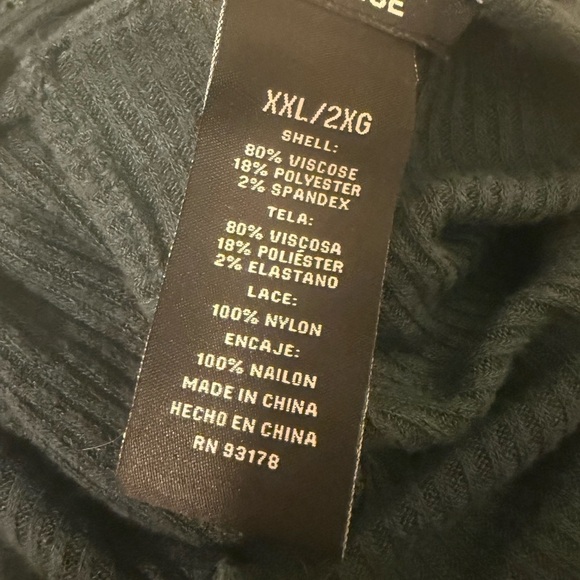 XXL/2XG
SHELL:
80% VISCOSE
18% POLYESTER
2% SPANDEX
TELA:
80% VISCOSA
18% POLIÉSTER
2% ELASTANO
LACE:
100% NYLON
ENCAJE:
100% NAILON
MADE IN CHINA
HECHO EN CHINA
RN 93178